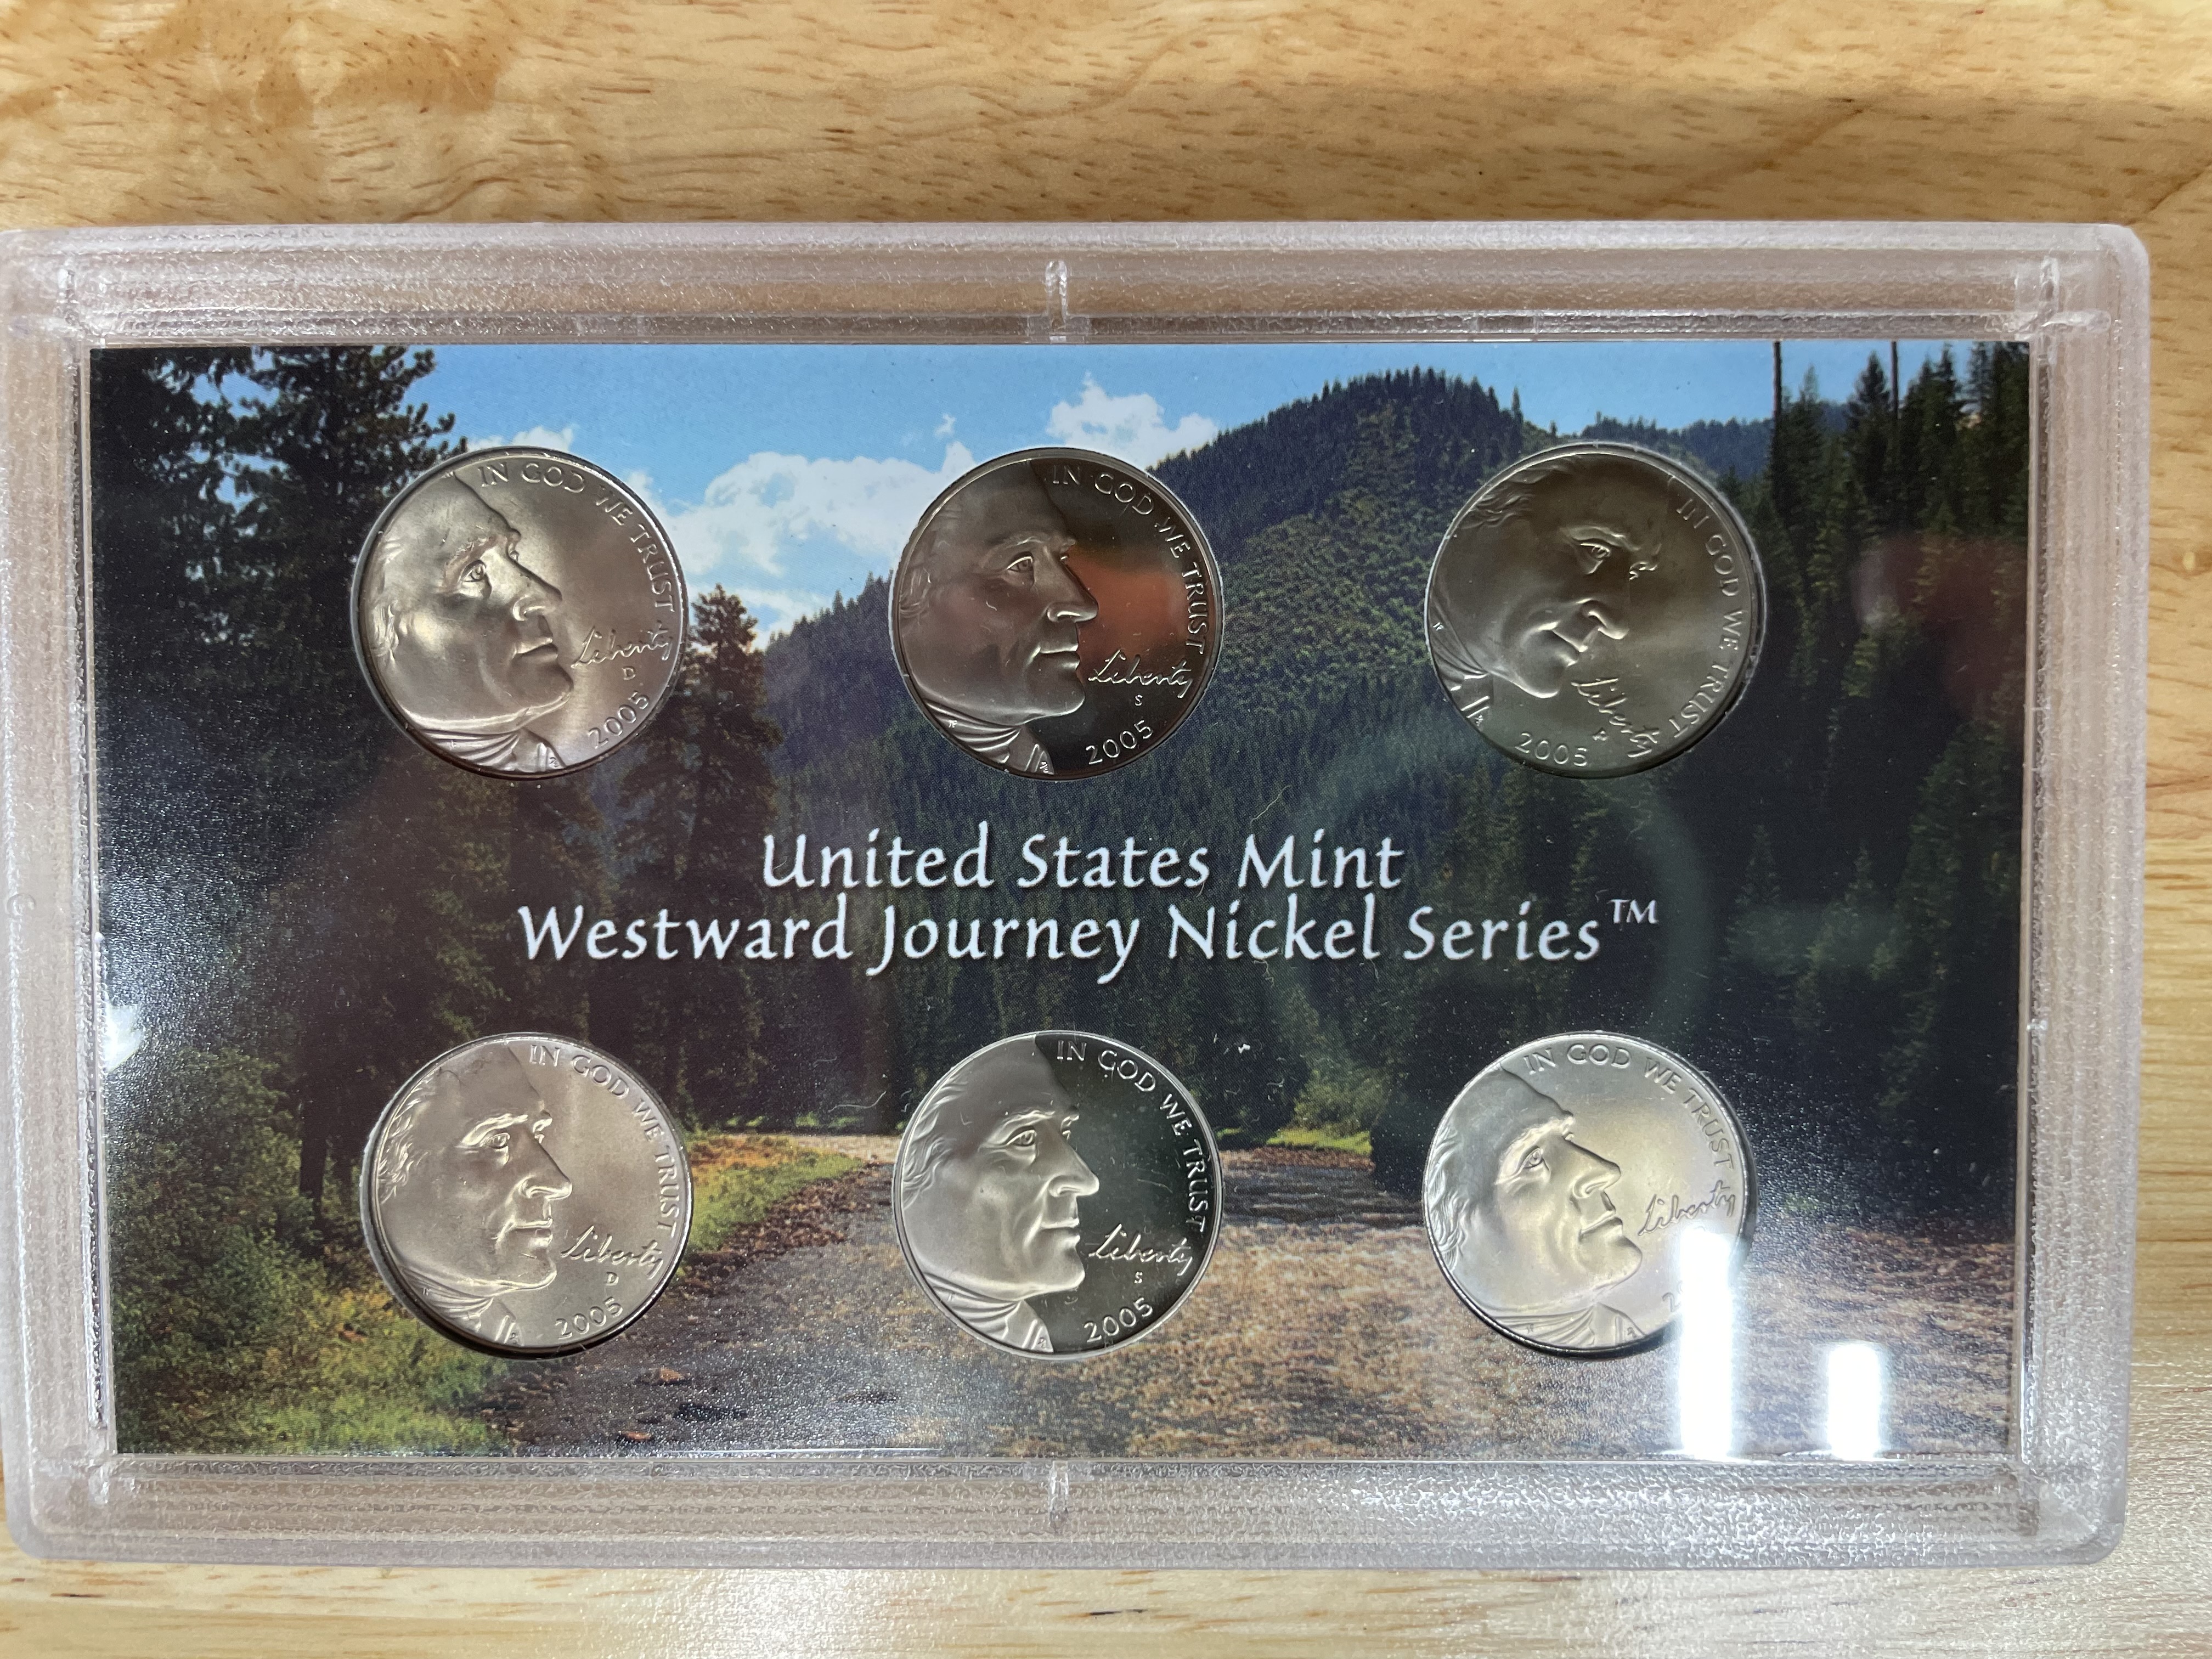 IN GOD WE TRUST
Liberty
D
2005
IN GOD WE TRUST
Liberty
S
2005
IN GOD WE TRUST
Liberty
2005
United States Mint
Westward Journey Nickel Series™
IN GOD WE TRUST
Liberty
D
2005
IN GOD WE TRUST
Liberty
S
2005
IN GOD WE TRUST
Liberty